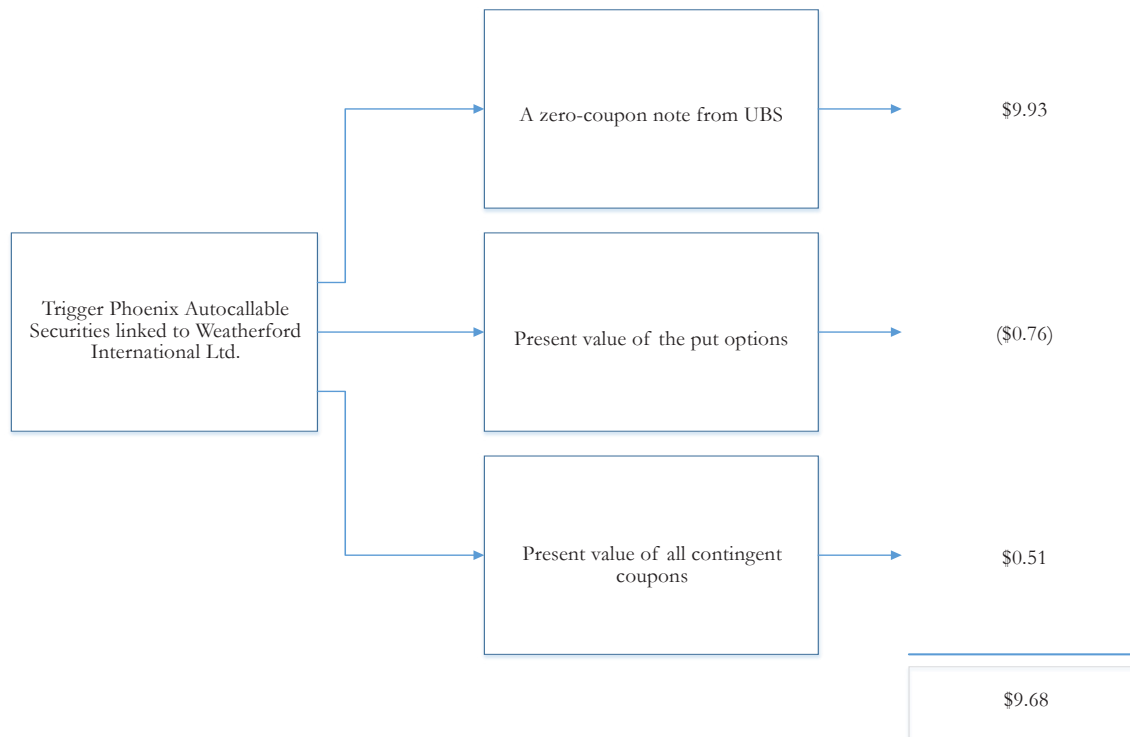 A zero-coupon note from UBS
$9.93
Trigger Phoenix Autocallable
Securities linked to Weatherford
International Ltd.
Present value of the put options
($0.76)
Present value of all contingent
coupons
$0.51
$9.68